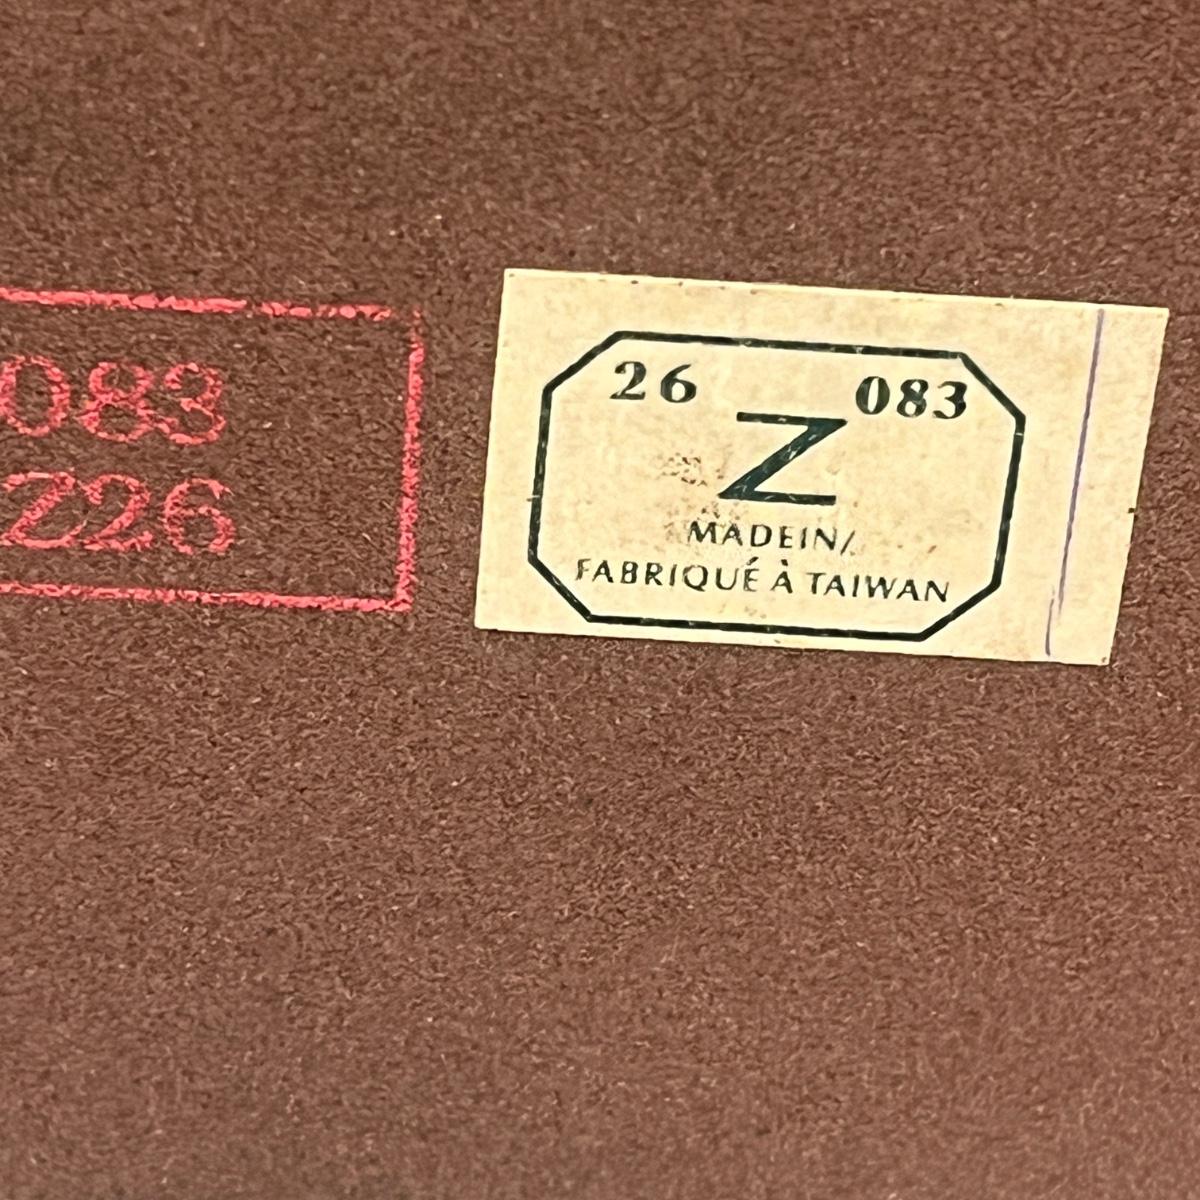 083
Z26
26 083
Z
MADEIN/
FABRIQUÉ À TAIWAN